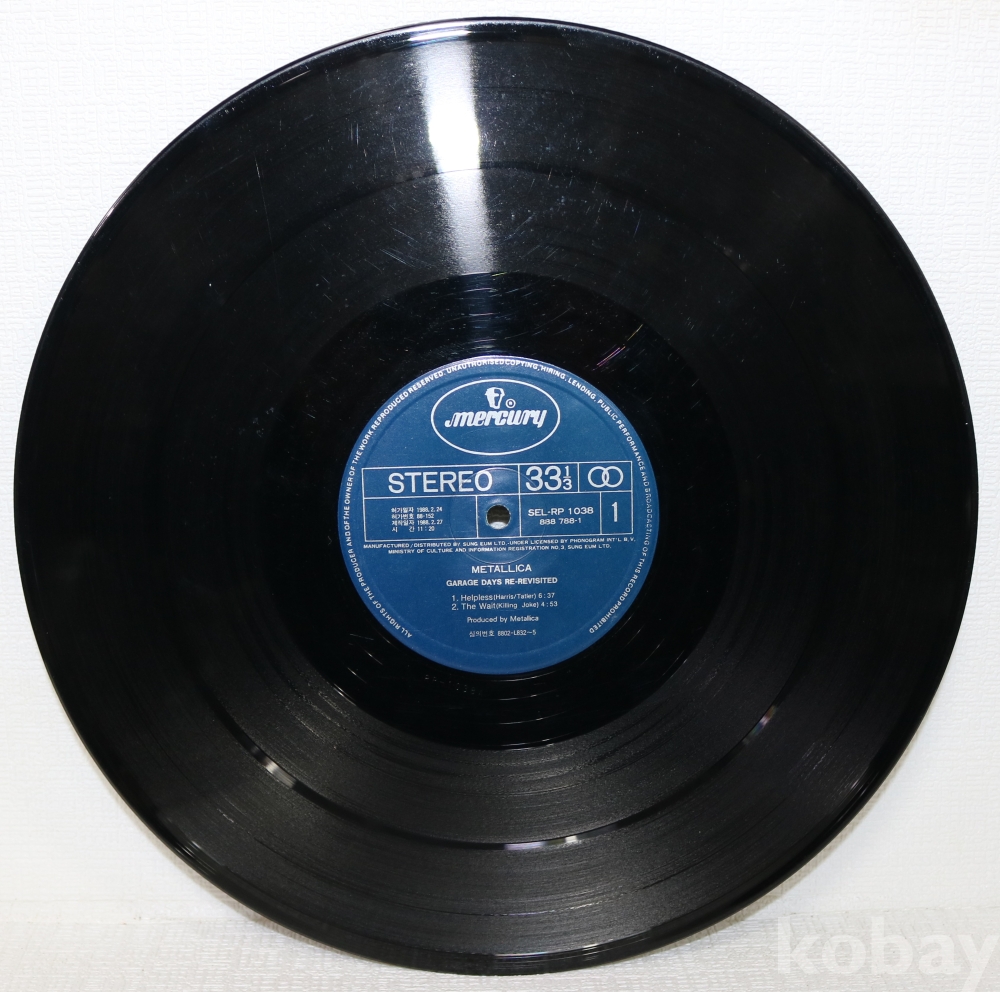 ALL RIGHTS OF THE PRODUCER AND OF THE OWNER OF THE WORK REPRODUCED RESERVED. UNAUTHORISED COPYING, HIRING, LENDING, PUBLIC PERFORMANCE AND BROADCASTING OF THIS RECORD PROHIBITED
mercury
STEREO 33 1/3
허가일자 1988.2.24
허가번호 88-152
제작일자 1988.2.27
시 간 11:20
SEL-RP 1038
888 788-1
1
MANUFACTURED/DISTRIBUTED BY SUNG EUM LTD.-UNDER LICENSED BY PHONOGRAM INT'L B.V.
MINISTRY OF CULTURE AND INFORMATION REGISTRATION NO.3. SUNG EUM LTD.
METALLICA
GARAGE DAYS RE-REVISITED
1. Helpless(Harris/Tatler) 6:37
2. The Wait(Killing Joke) 4:53
Produced by Metallica
심의번호 8802-L832~5
kobay